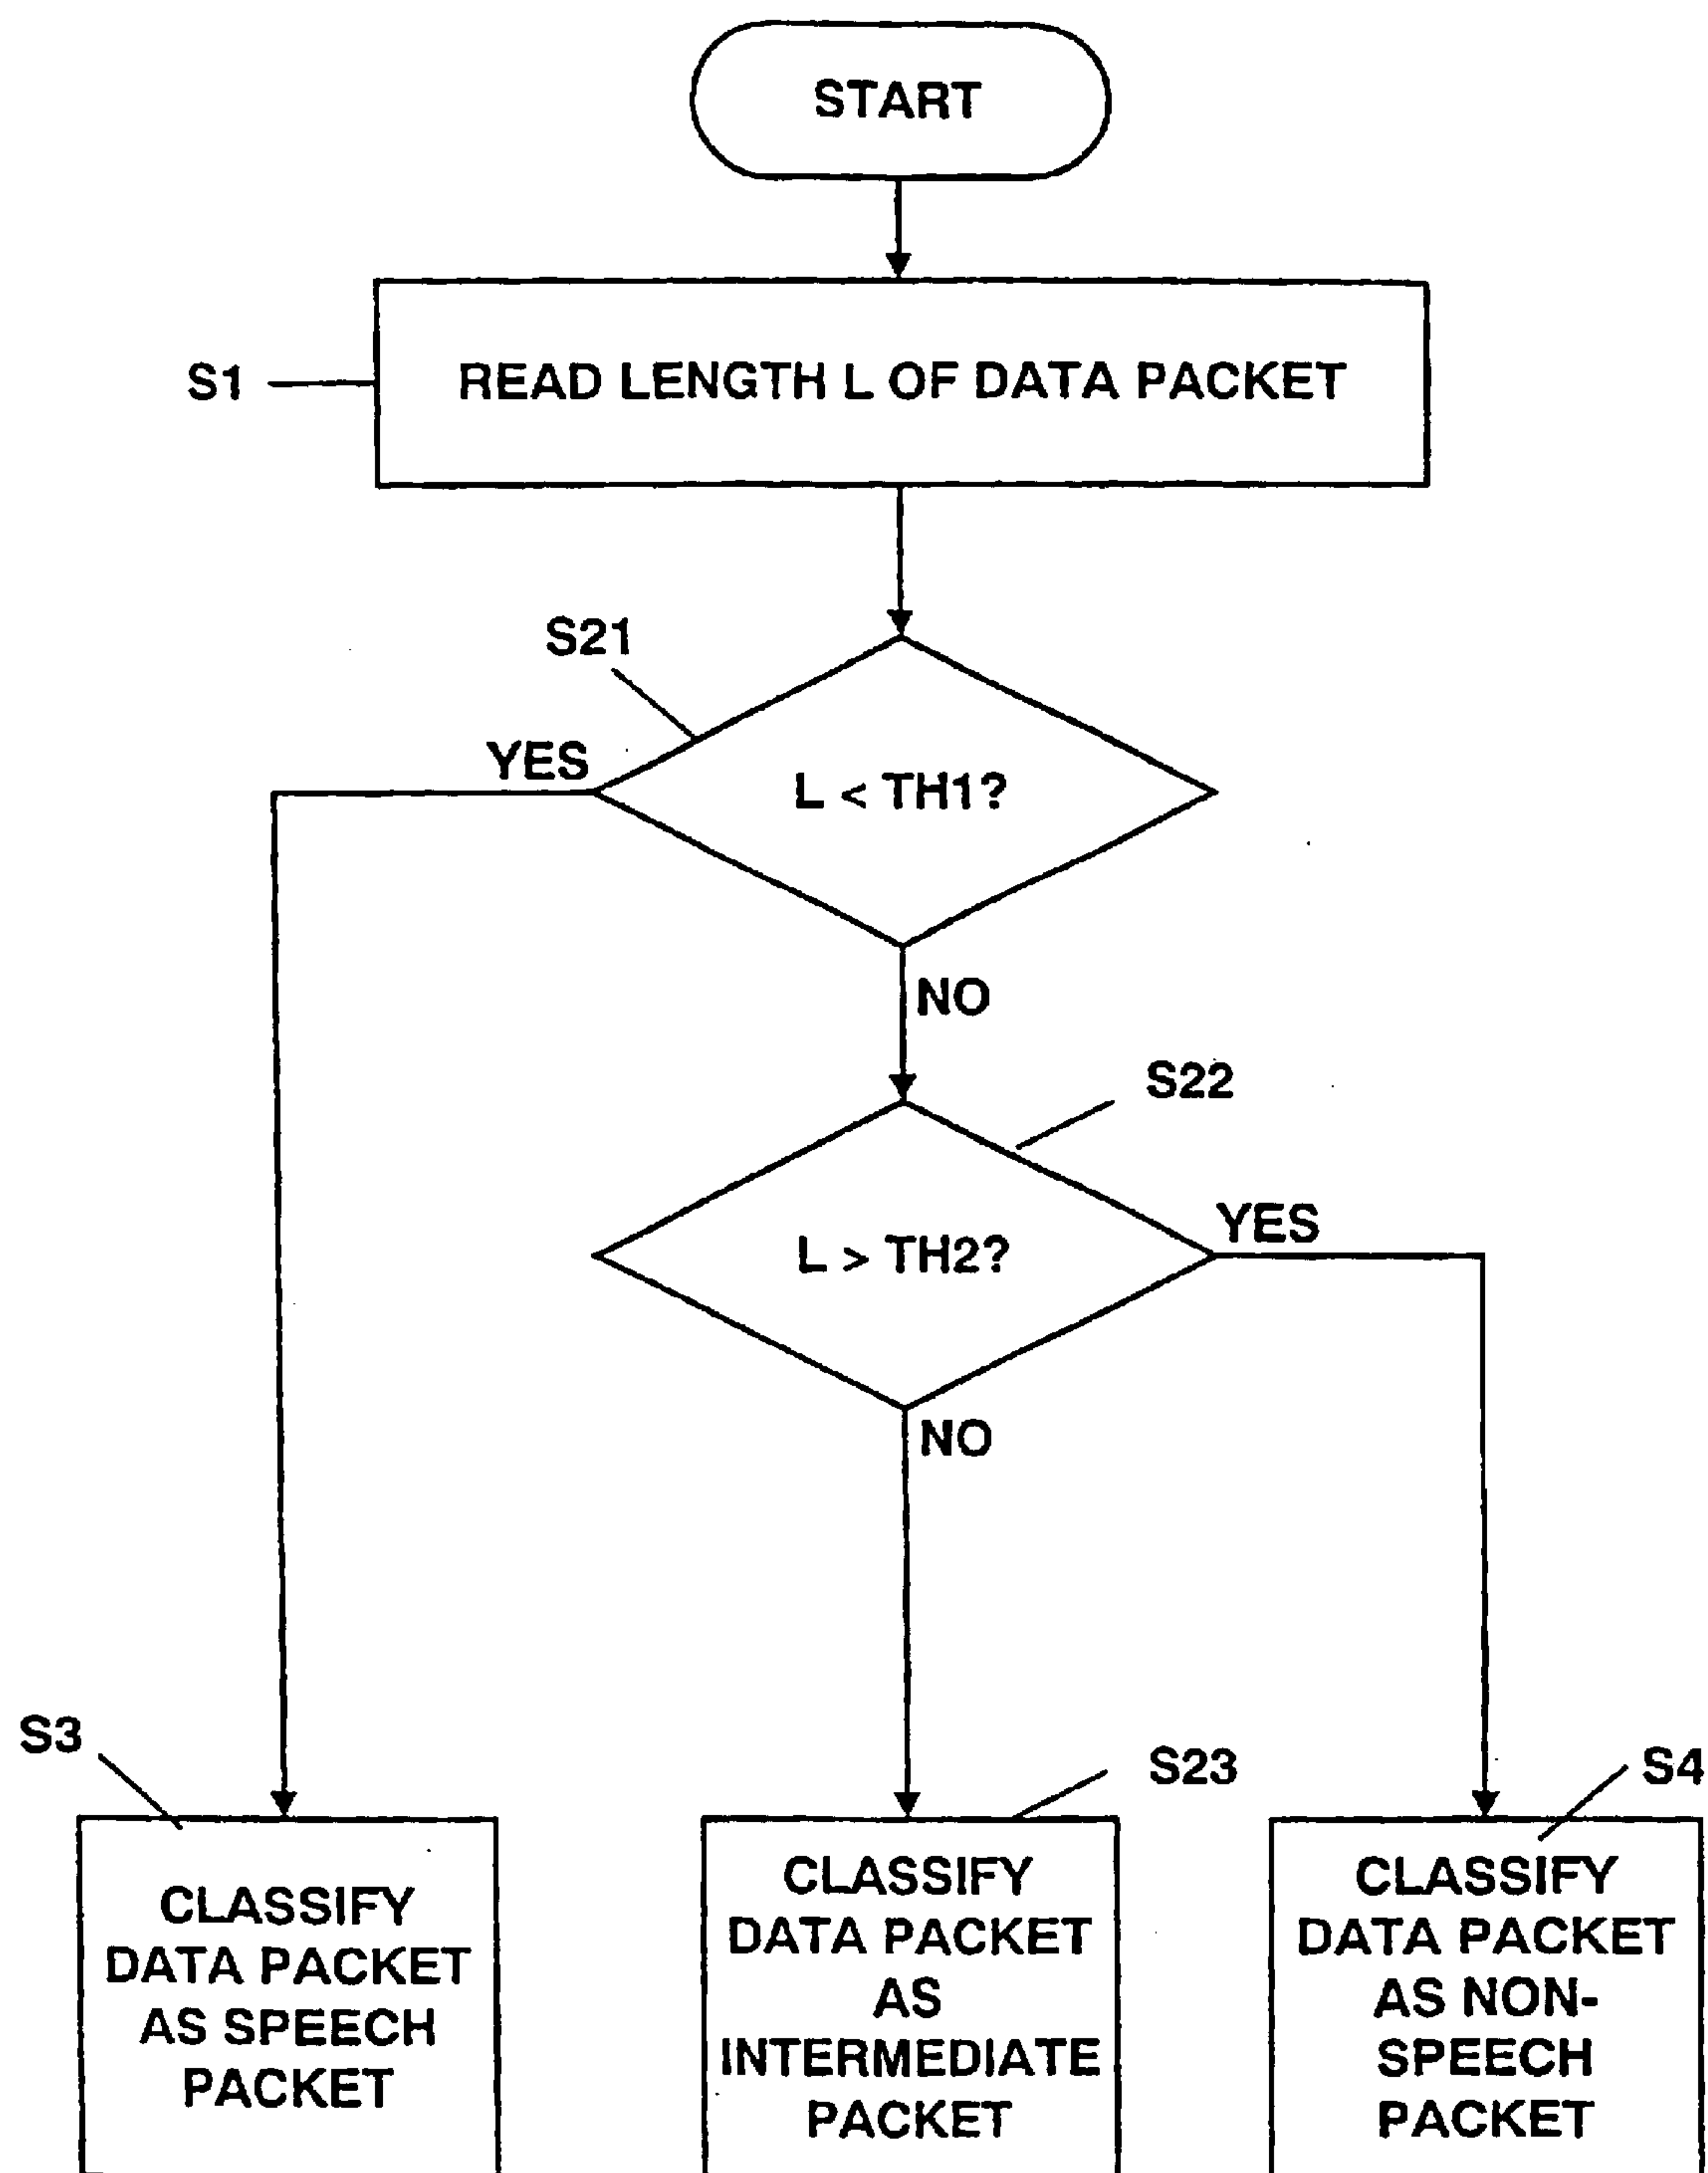 START
S1
READ LENGTH L OF DATA PACKET
S21
YES
L < TH1?
NO
S22
YES
L > TH2?
NO
S3
CLASSIFY
DATA PACKET
AS SPEECH
PACKET
S23
CLASSIFY
DATA PACKET
AS
INTERMEDIATE
PACKET
S4
CLASSIFY
DATA PACKET
AS NON-
SPEECH
PACKET